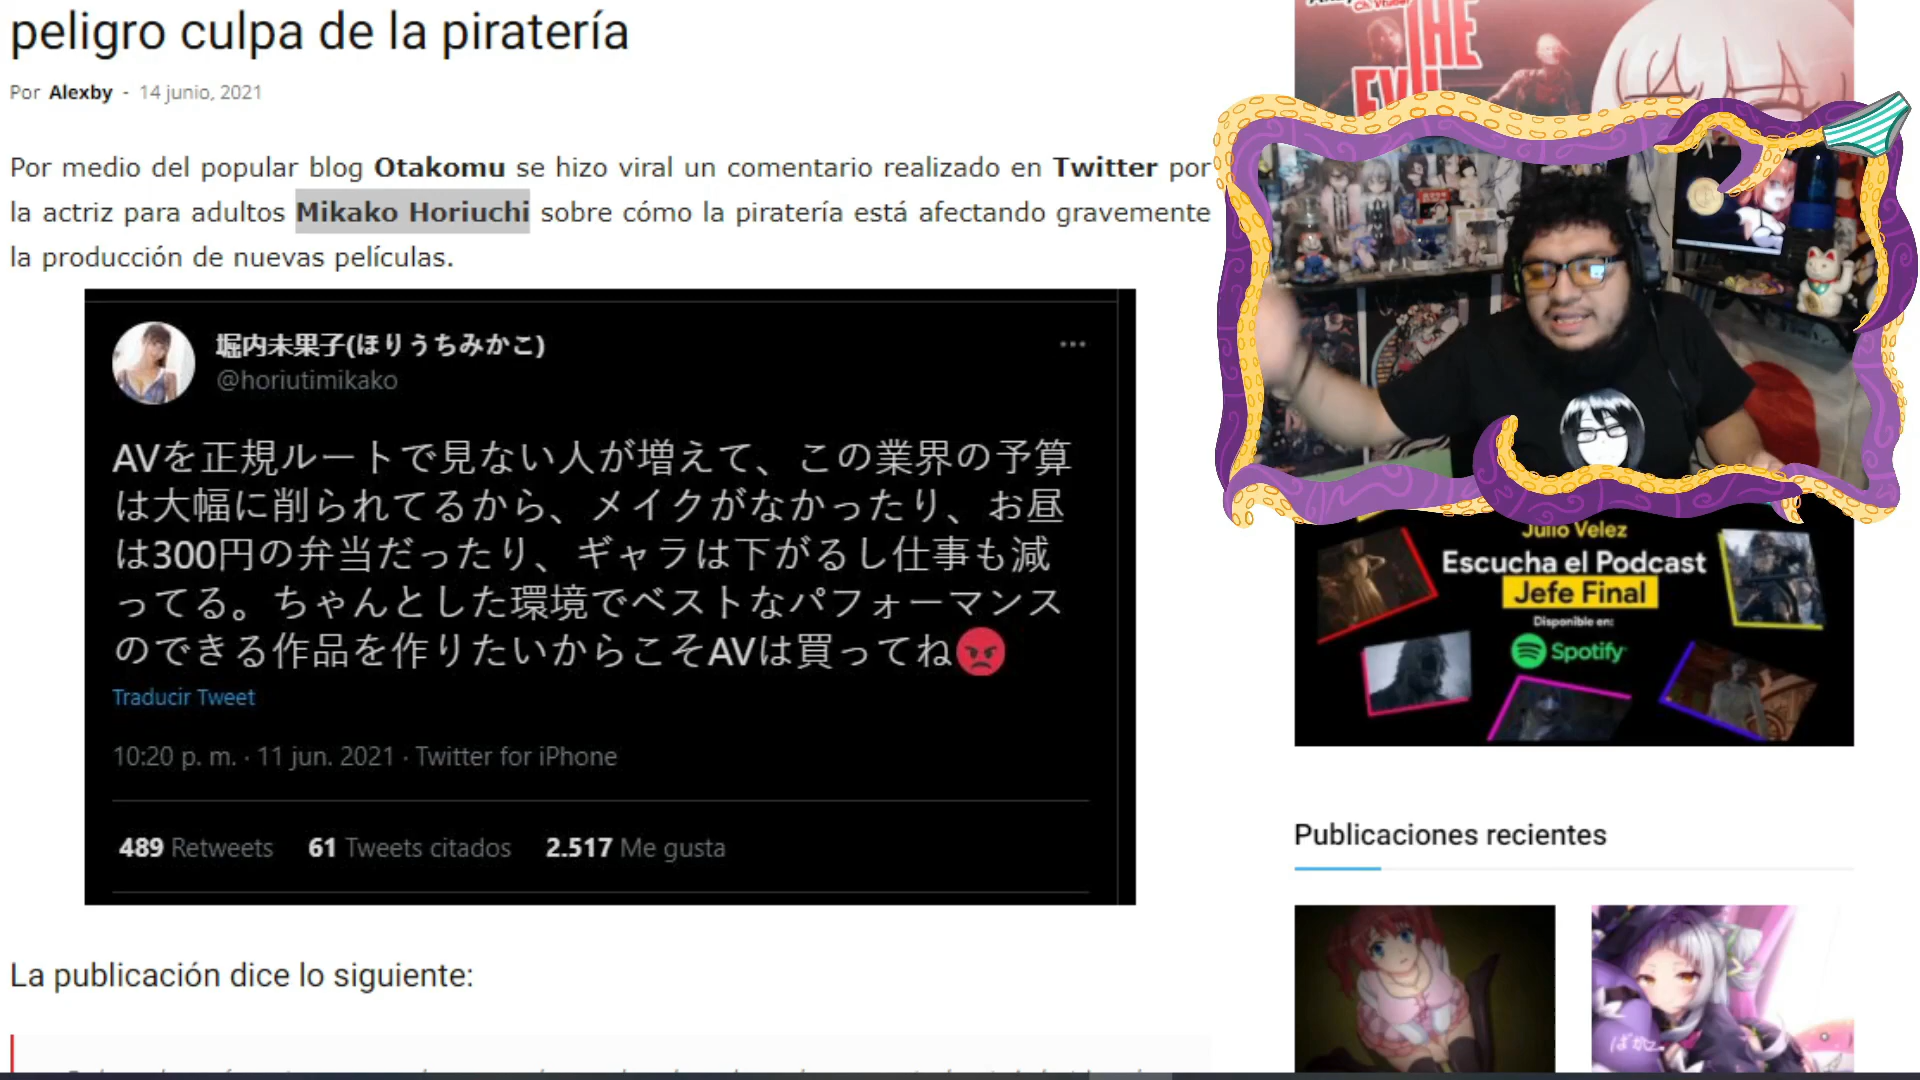 peligro culpa de la piratería
Por Alexby - 14 junio, 2021
Por medio del popular blog Otakomu se hizo viral un comentario realizado en Twitter por
la actriz para adultos Mikako Horiuchi sobre cómo la piratería está afectando gravemente
la producción de nuevas películas.
堀内未果子(ほりうちみかこ)
@horiutimikako
AVを正規ルートで見ない人が増えて、この業界の予算
は大幅に削られてるから、メイクがなかったり、お昼
は300円の弁当だったり、ギャラは下がるし仕事も減
ってる。ちゃんとした環境でベストなパフォーマンス
のできる作品を作りたいからこそAVは買ってね😡
Traducir Tweet
10:20 p. m. · 11 jun. 2021 · Twitter for iPhone
489 Retweets 61 Tweets citados 2.517 Me gusta
La publicación dice lo siguiente:
THE
EVIL
Julio Velez
Escucha el Podcast
Jefe Final
Disponible en:
Spotify
Publicaciones recientes